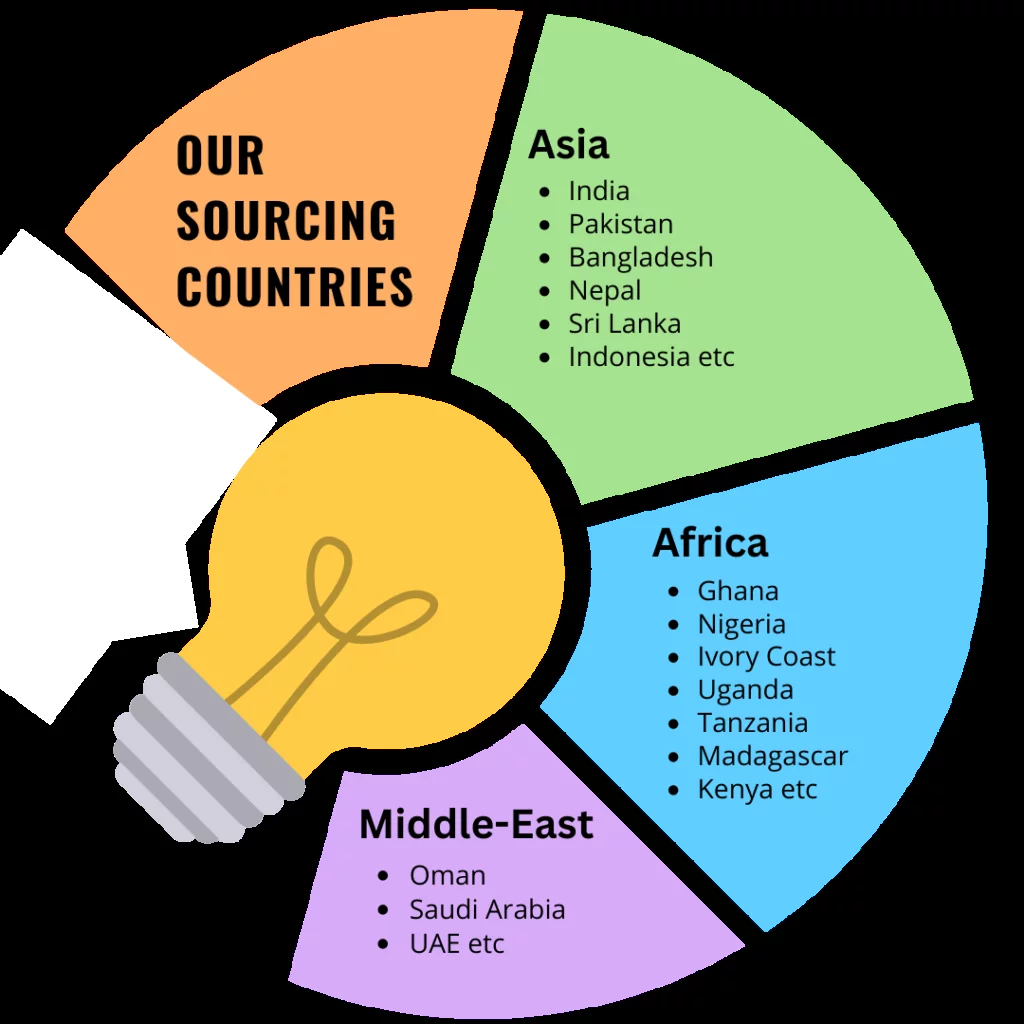 OUR
SOURCING
COUNTRIES
Asia
• India
• Pakistan
• Bangladesh
• Nepal
• Sri Lanka
• Indonesia etc
Africa
• Ghana
• Nigeria
• Ivory Coast
• Uganda
• Tanzania
• Madagascar
• Kenya etc
Middle-East
• Oman
• Saudi Arabia
• UAE etc